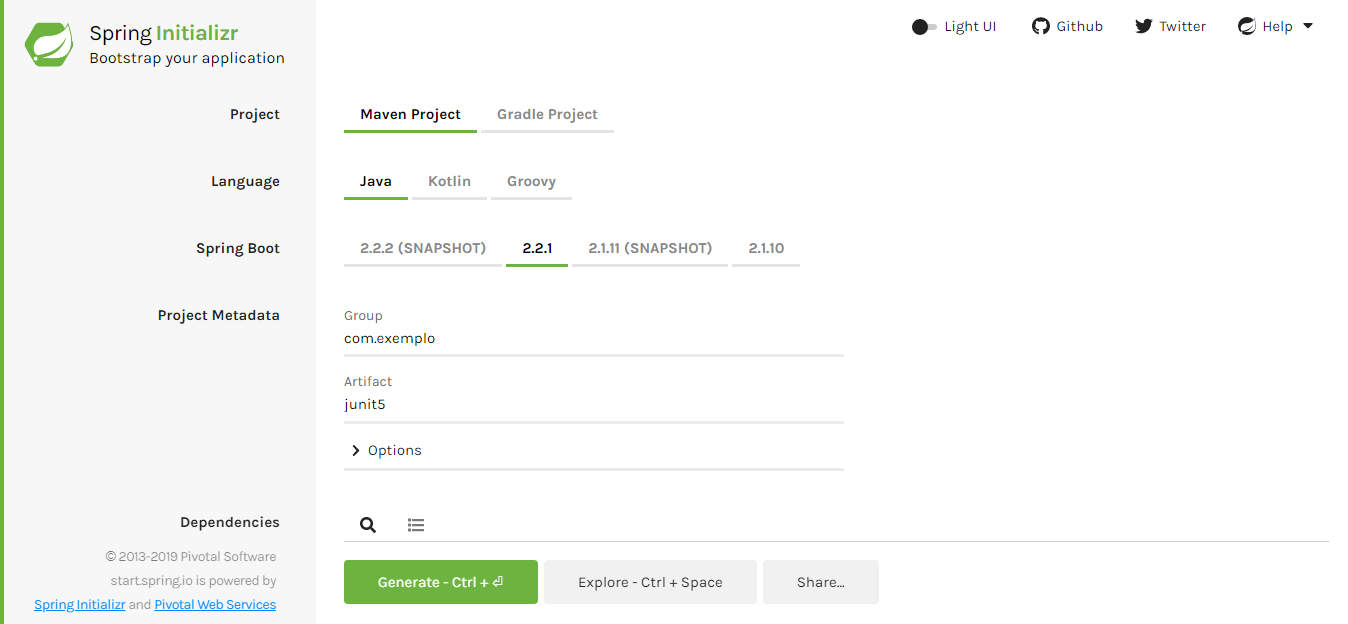 Spring Initializr
Bootstrap your application
Light UI
Github
Twitter
Help
Project
Maven Project
Gradle Project
Language
Java
Kotlin
Groovy
Spring Boot
2.2.2 (SNAPSHOT)
2.2.1
2.1.11 (SNAPSHOT)
2.1.10
Project Metadata
Group
com.exemplo
Artifact
junit5
Options
Dependencies
© 2013-2019 Pivotal Software
start.spring.io is powered by
Spring Initializr and Pivotal Web Services
Generate - Ctrl + ⏎
Explore - Ctrl + Space
Share...